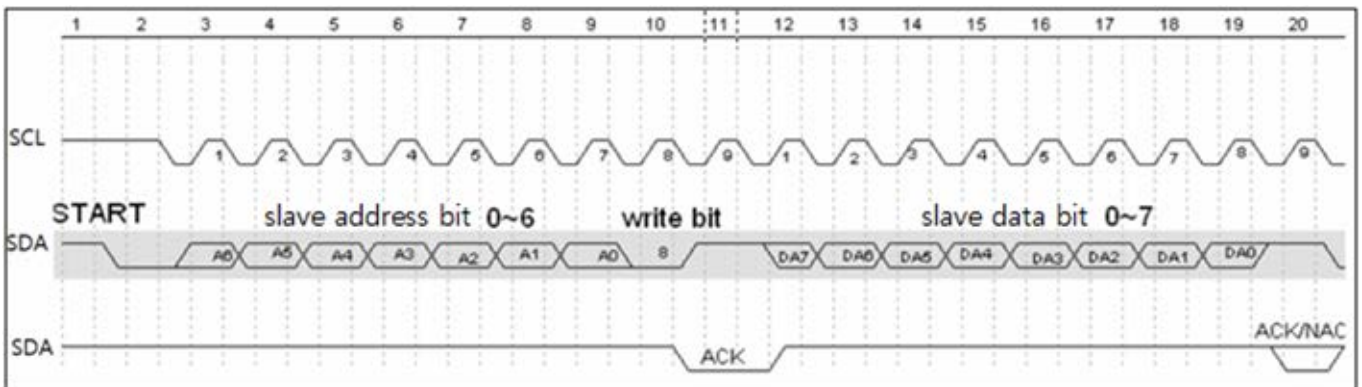 1 2 3 4 5 6 7 8 9 10 11 12 13 14 15 16 17 18 19 20
SCL 1 2 3 4 5 6 7 8 9 1 2 3 4 5 6 7 8 9
START slave address bit 0~6 write bit slave data bit 0~7
SDA A6 A5 A4 A3 A2 A1 A0 8 DA7 DA6 DA5 DA4 DA3 DA2 DA1 DA0
ACK/NAC
SDA ACK